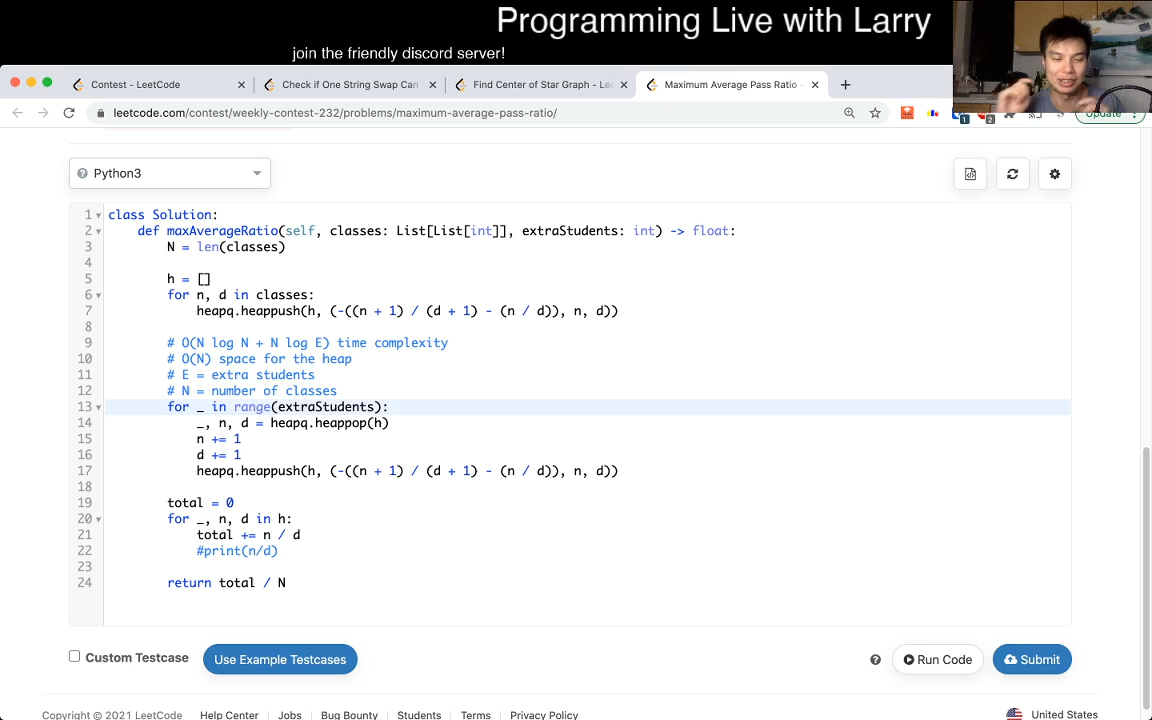 Programming Live with Larry
join the friendly discord server!
Contest - LeetCode
Check if One String Swap Can
Find Center of Star Graph - Le
Maximum Average Pass Ratio
leetcode.com/contest/weekly-contest-232/problems/maximum-average-pass-ratio/
1
2
Update
Python3
1 class Solution:
2 def maxAverageRatio(self, classes: List[List[int]], extraStudents: int) -> float:
3 N = len(classes)
4
5 h = []
6 for n, d in classes:
7 heapq.heappush(h, (-((n + 1) / (d + 1) - (n / d)), n, d))
8
9 # O(N log N + N log E) time complexity
10 # O(N) space for the heap
11 # E = extra students
12 # N = number of classes
13 for _ in range(extraStudents):
14 _, n, d = heapq.heappop(h)
15 n += 1
16 d += 1
17 heapq.heappush(h, (-((n + 1) / (d + 1) - (n / d)), n, d))
18
19 total = 0
20 for _, n, d in h:
21 total += n / d
22 #print(n/d)
23
24 return total / N
Custom Testcase
Use Example Testcases
Run Code
Submit
Copyright © 2021 LeetCode
Help Center
Jobs
Bug Bounty
Students
Terms
Privacy Policy
United States